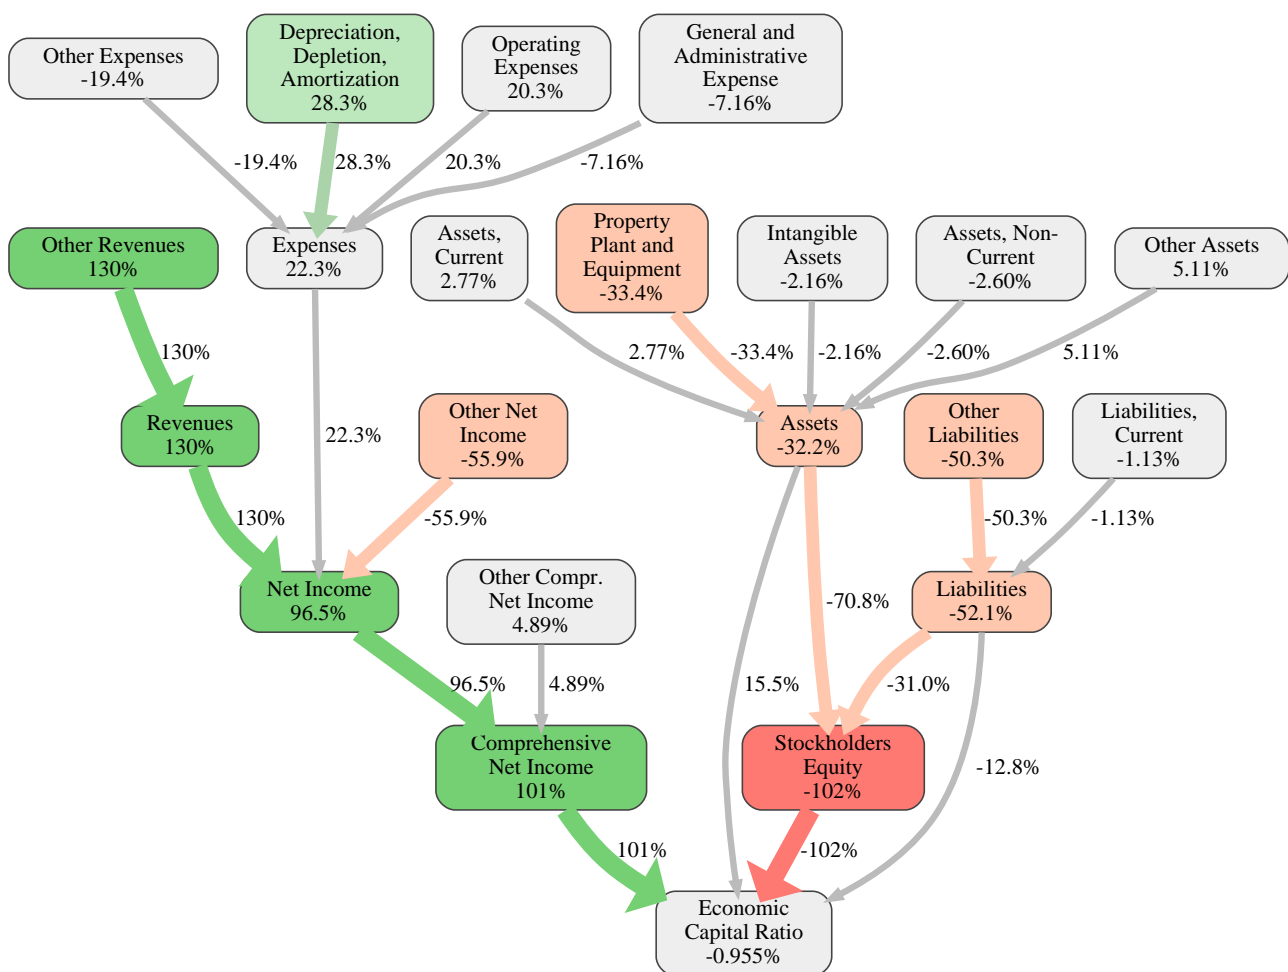 Other Expenses
-19.4%
Depreciation,
Depletion,
Amortization
28.3%
Operating
Expenses
20.3%
General and
Administrative
Expense
-7.16%
-19.4%
28.3%
20.3%
-7.16%
Other Revenues
130%
Expenses
22.3%
Assets,
Current
2.77%
Property
Plant and
Equipment
-33.4%
Intangible
Assets
-2.16%
Assets, Non-
Current
-2.60%
Other Assets
5.11%
130%
2.77%
-33.4%
-2.16%
-2.60%
5.11%
Revenues
130%
22.3%
Other Net
Income
-55.9%
Assets
-32.2%
Other
Liabilities
-50.3%
Liabilities,
Current
-1.13%
130%
-55.9%
-50.3%
-1.13%
Net Income
96.5%
Other Compr.
Net Income
4.89%
-70.8%
Liabilities
-52.1%
96.5%
4.89%
15.5%
-31.0%
Comprehensive
Net Income
101%
Stockholders
Equity
-102%
-12.8%
101%
-102%
Economic
Capital Ratio
-0.955%